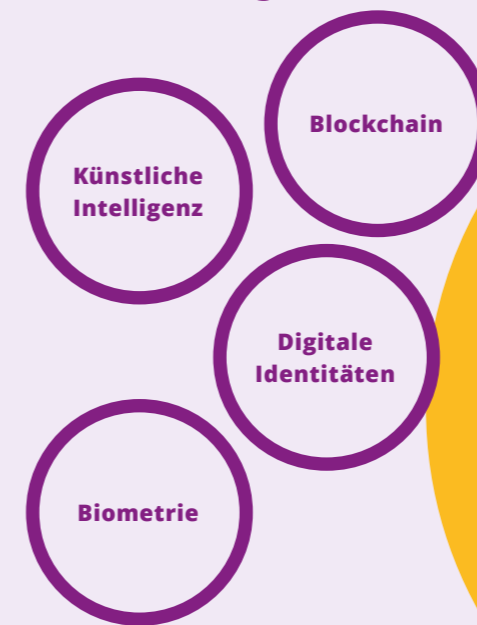 Blockchain
Künstliche
Intelligenz
Digitale
Identitäten
Biometrie